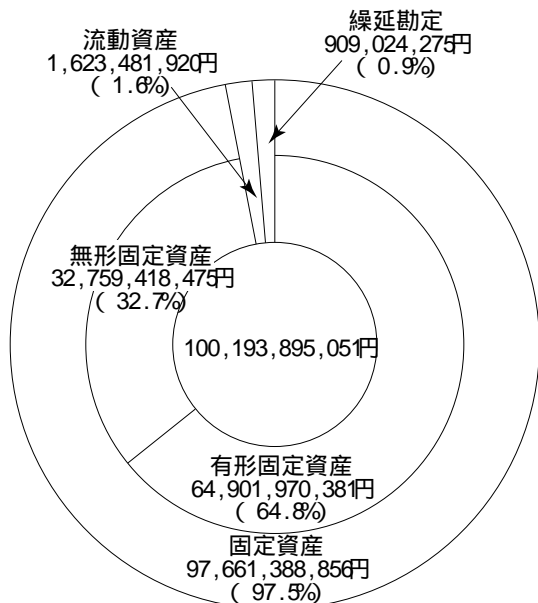 繰延勘定
909,024,275円
( 0.9%)
流動資産
1,623,481,920円
( 1.6%)
無形固定資産
32,759,418,475円
( 32.7%)
100,193,895,051円
有形固定資産
64,901,970,381円
( 64.8%)
固定資産
97,661,388,856円
( 97.5%)